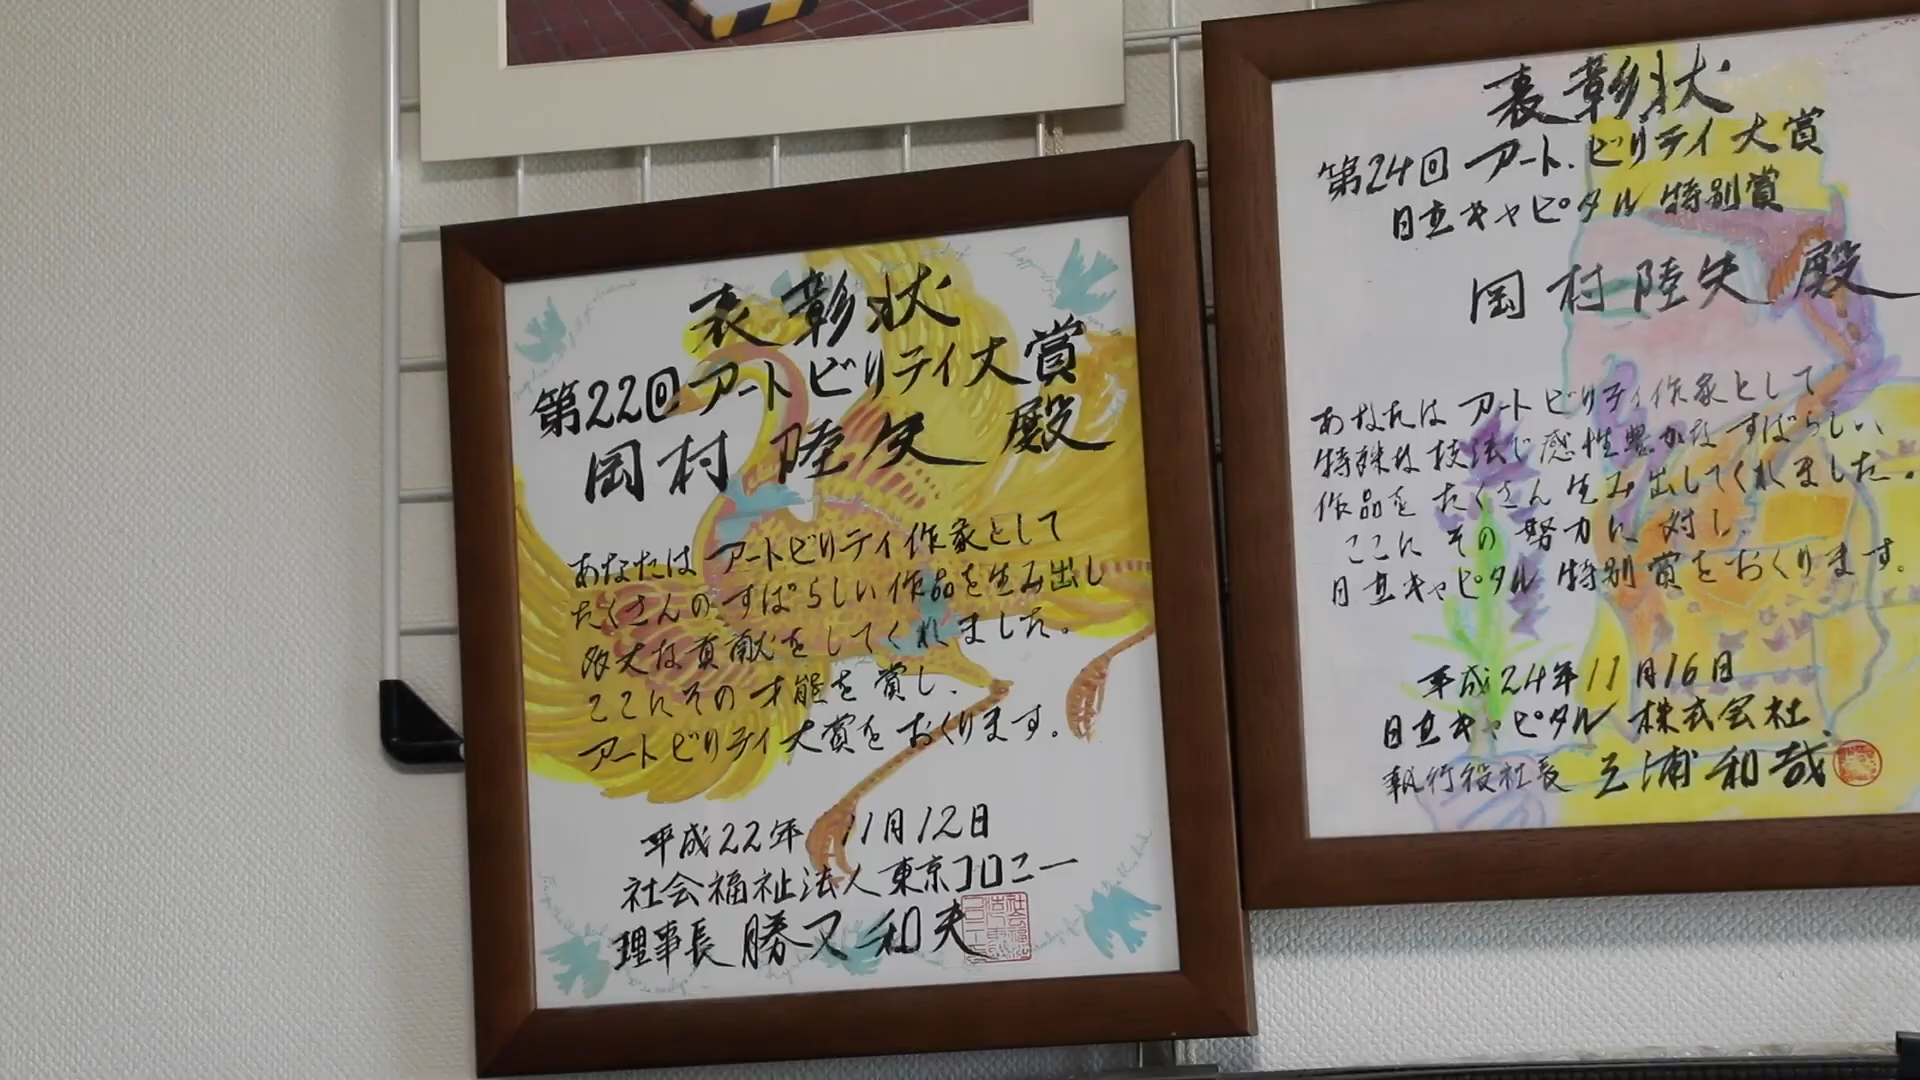 表彰状
第22回アートビリティ大賞
岡村陸矢殿
あなたはアートビリティ作家として
たくさんのすばらしい作品を生み出し
多大な貢献をしてくれました。
ここにその才能を賞し、
アートビリティ大賞をおくります。
平成22年11月12日
社会福祉法人東京コロニー
理事長 勝又和夫
表彰状
第24回アート.ビリティ大賞
日立キャピタル特別賞
岡村陸矢殿
あなたはアートビリティ作家として
特殊な技法で感性豊かなすばらしい
作品をたくさん生み出してくれました。
ここにその努力に対し、
日立キャピタル特別賞をおくります。
平成24年11月16日
日立キャピタル株式会社
執行役社長 三浦和哉